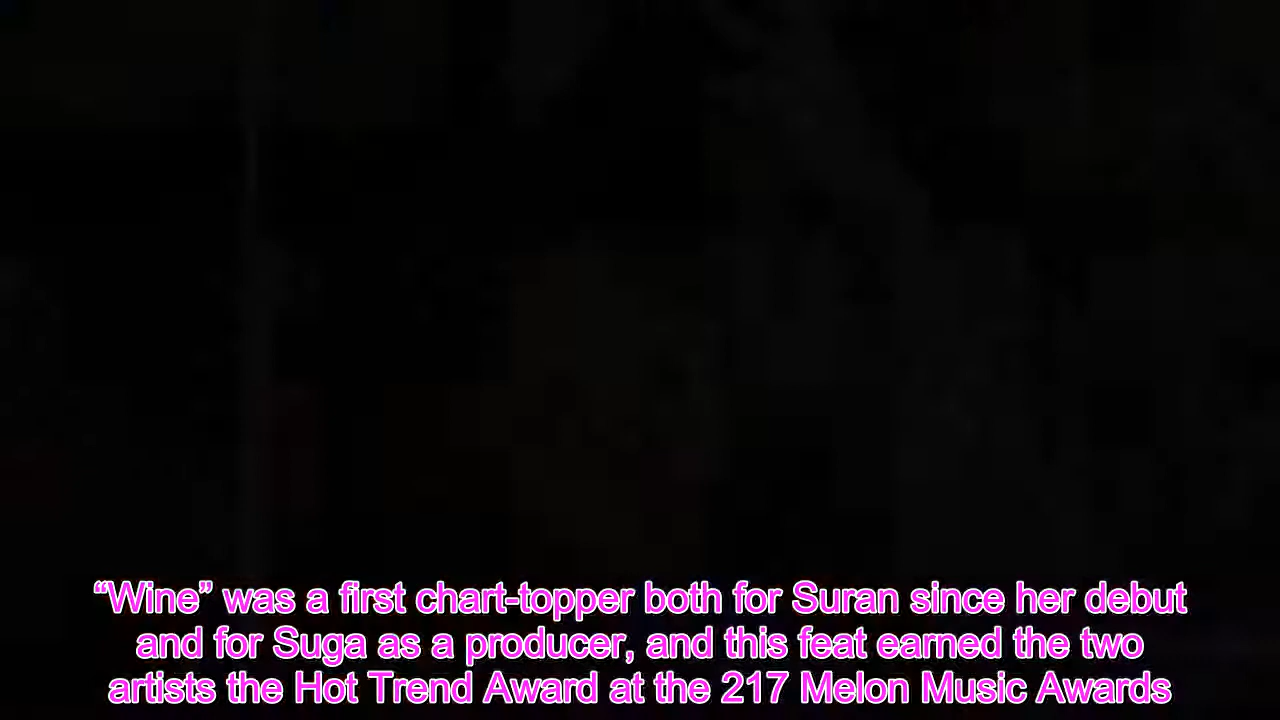 “Wine” was a first chart-topper both for Suran since her debut
and for Suga as a producer, and this feat earned the two
artists the Hot Trend Award at the 217 Melon Music Awards